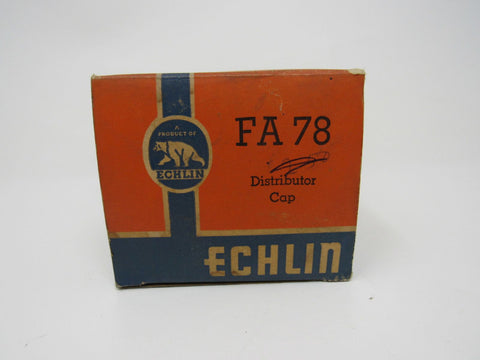 A
PRODUCT OF
ECHLIN
FA 78
Distributor
Cap
ECHLIN